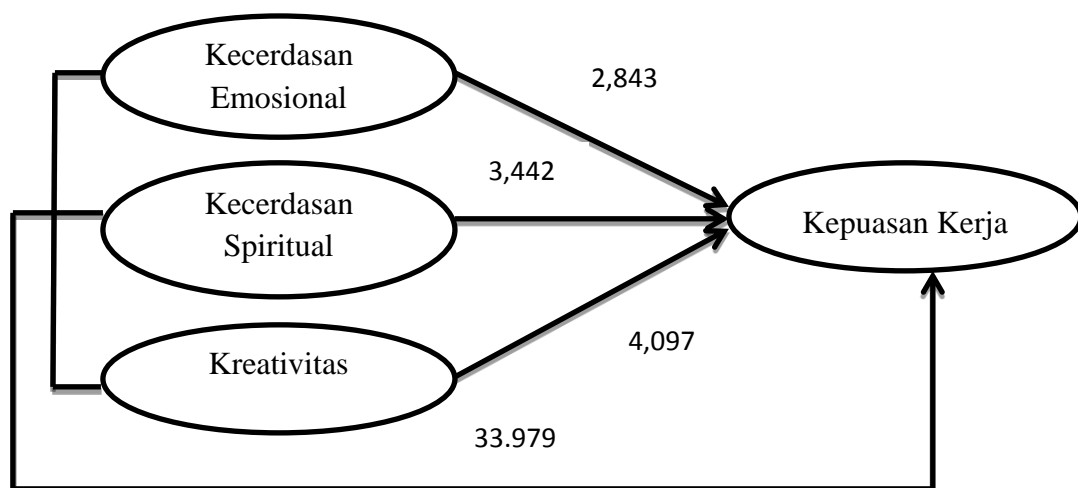 Kecerdasan
Emosional
2,843
3,442
Kecerdasan
Spiritual
Kepuasan Kerja
4,097
Kreativitas
33.979